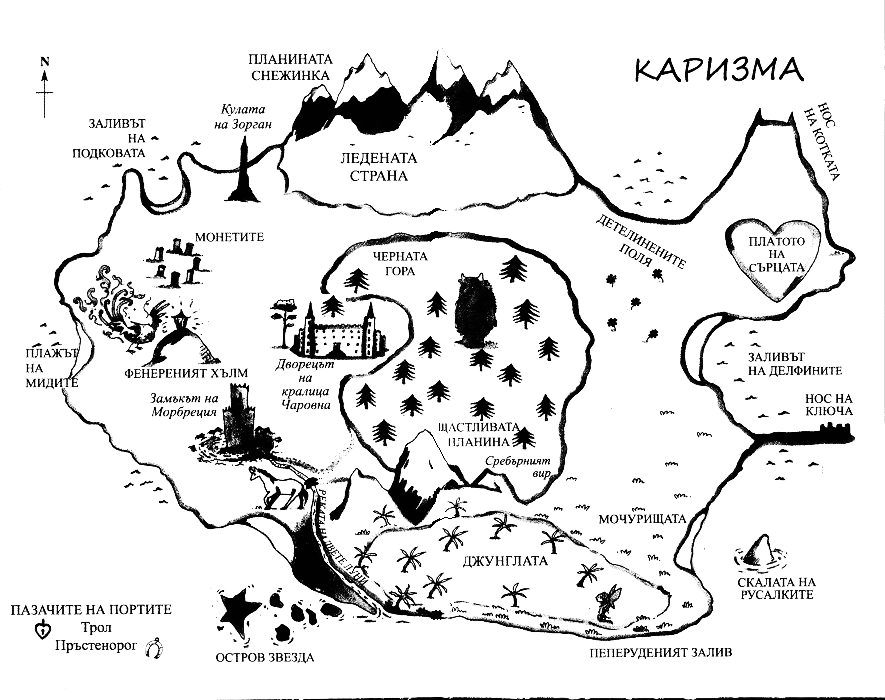 N
ПЛАНИНАТА
СНЕЖИНКА
КАРИЗМА
Кулата
на Зорган
НОС
НА КОТКАТА
ЗАЛИВЪТ
НА
ПОДКОВАТА
ЛЕДЕНАТА
СТРАНА
МОНЕТИТЕ
ДЕТЕЛИНЕНИТЕ
ПОЛЯ
ПЛАТОТО
НА
СЪРЦАТА
ЧЕРНАТА
ГОРА
ПЛАЖЪТ
НА
МИДИТЕ
ФЕНЕРЕНИЯТ ХЪЛМ
Дворецът
на
кралица
Чаровна
ЗАЛИВЪТ
НА ДЕЛФИНИТЕ
Замъкът на
Морбреция
НОС НА
КЛЮЧА
ЩАСТЛИВАТА
ПЛАНИНА
Сребърният
вир
МОЧУРИЩАТА
ДЖУНГЛАТА
СКАЛАТА НА
РУСАЛКИТЕ
ПАЗАЧИТЕ НА ПОРТИТЕ
Трол
Пръстенорог
ОСТРОВ ЗВЕЗДА
ПЕПЕРУДЕНИЯТ ЗАЛИВ